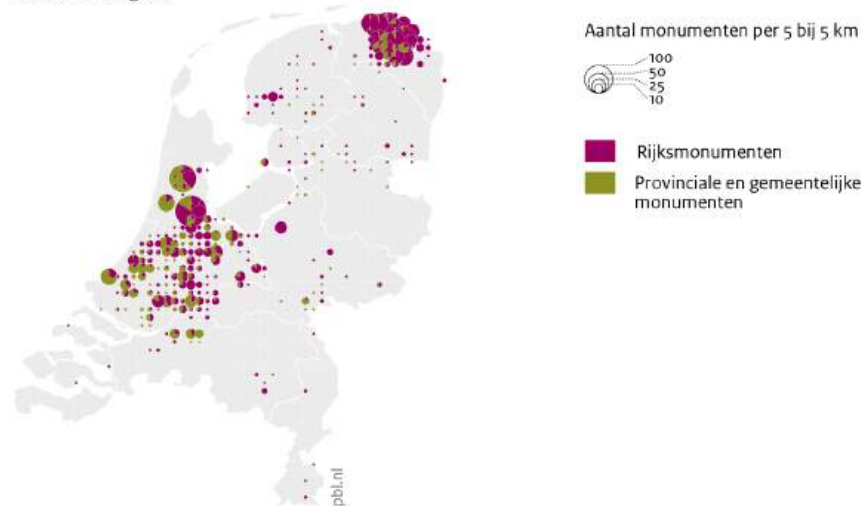 Aantal monumenten per 5 bij 5 km
100
50
25
10
Rijksmonumenten
Provinciale en gemeentelijke
monumenten
pbl.nl